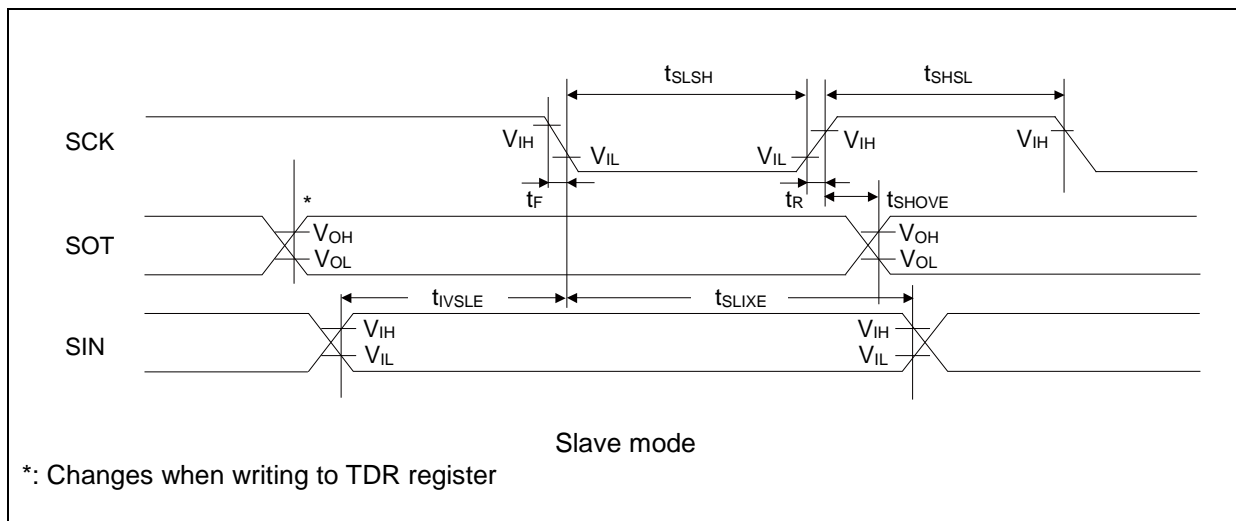 tSLSH
tSHSL
SCK
VIH
VIL
VIL
VIH
VIH
tF
tR
tSHOVE
*
SOT
VOH
VOL
VOH
VOL
tIVSLE
tSLIXE
SIN
VIH
VIL
VIH
VIL
Slave mode
*: Changes when writing to TDR register